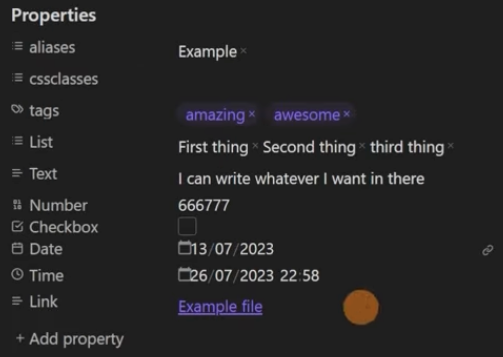 Properties
aliases Example ×
cssclasses
tags amazing × awesome ×
List First thing × Second thing × third thing ×
Text I can write whatever I want in there
Number 666777
Checkbox
Date 13/07/2023
Time 26/07/2023 22:58
Link Example file
+ Add property